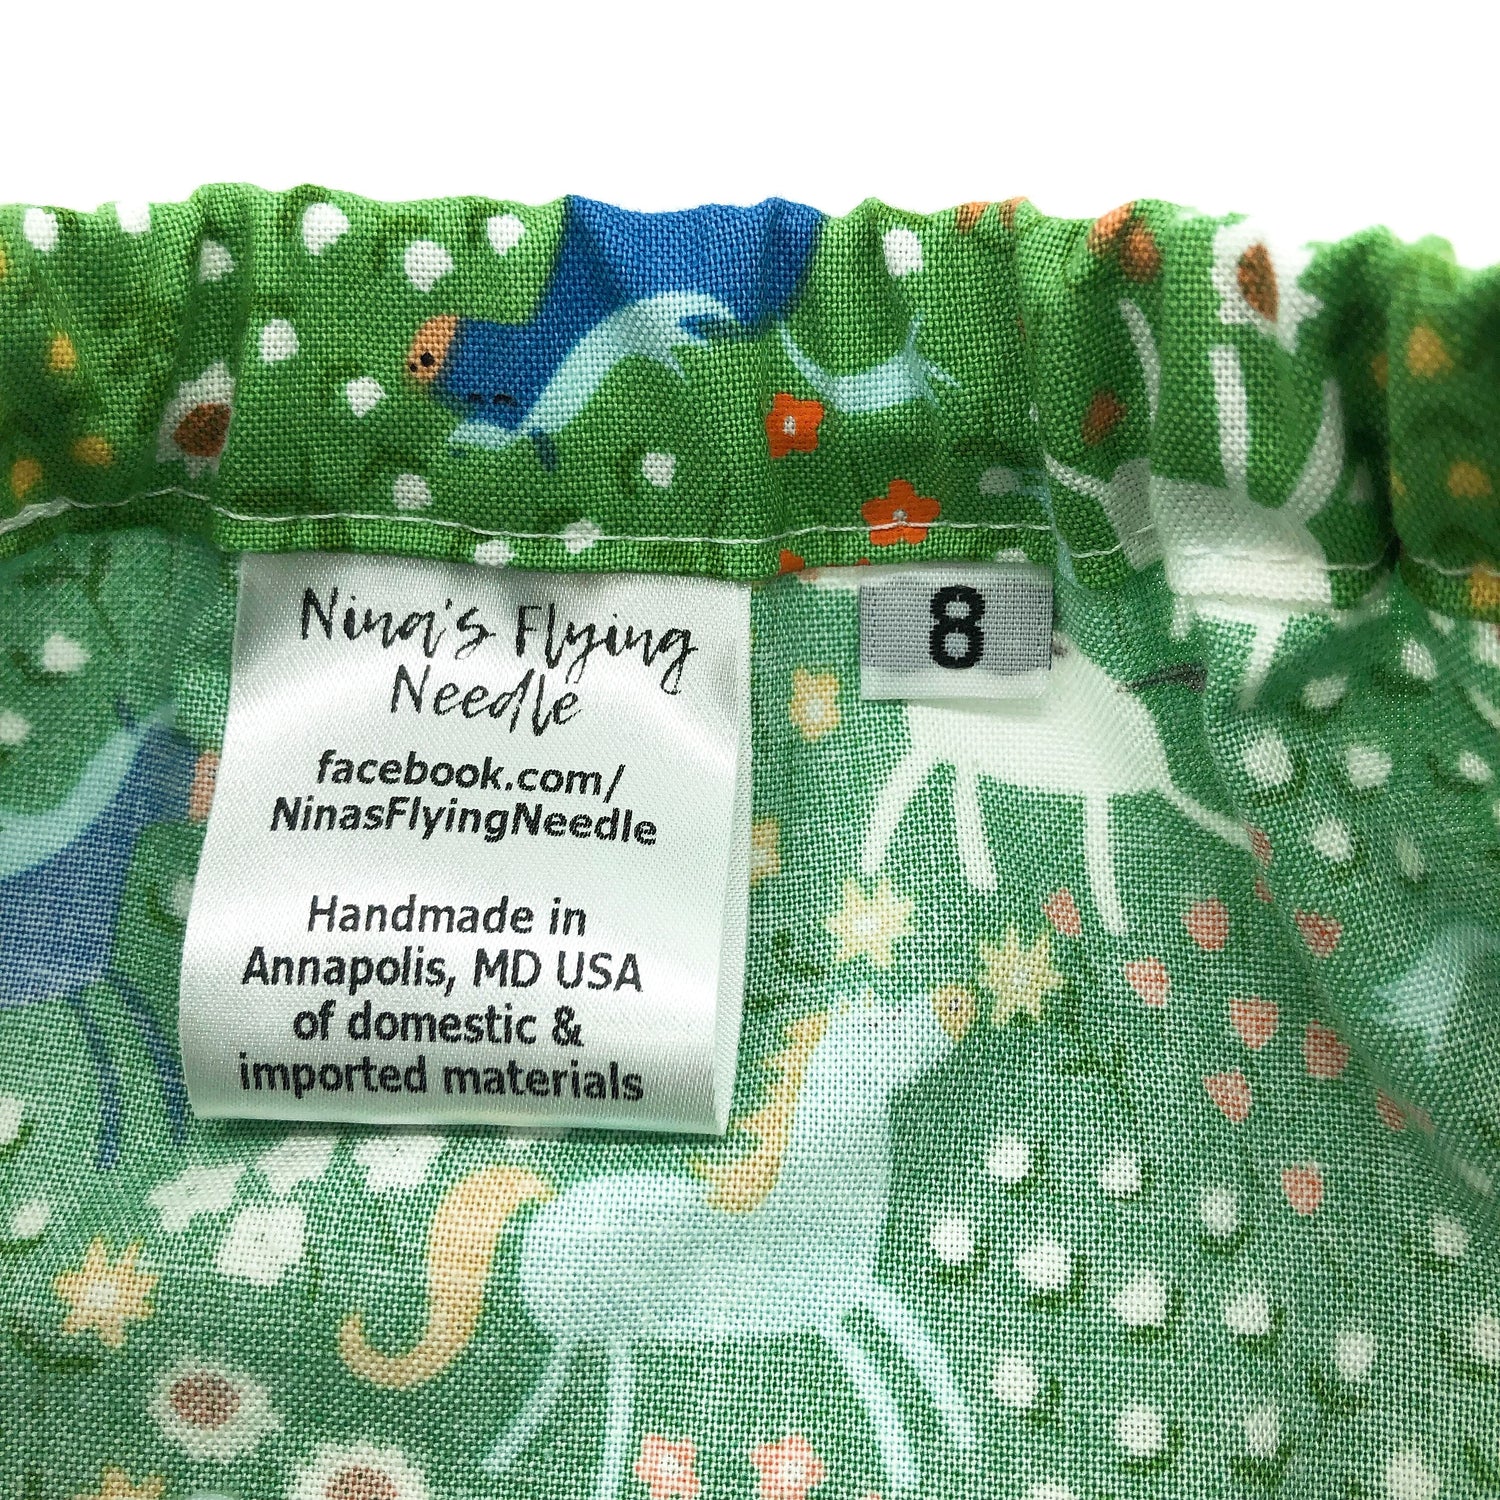 Nina's Flying
Needle
facebook.com/
NinasFlyingNeedle
Handmade in
Annapolis, MD USA
of domestic &
imported materials
8